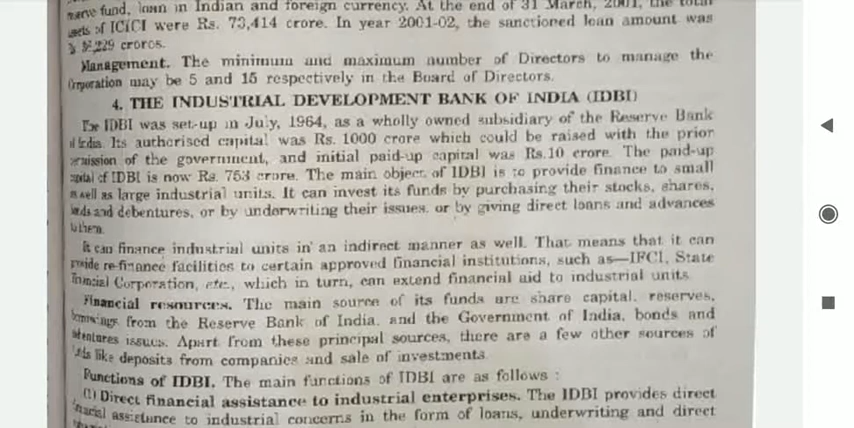 fund, loan in Indian and foreign currency. At the end of 31 March, 2001, the total
of ICICI were Rs. 73,414 crore. In year 2001-02, the sanctioned loan amount was
crores.
Management. The minimum and maximum number of Directors to manage the
may be 5 and 15 respectively in the Board of Directors.
4. THE INDUSTRIAL DEVELOPMENT BANK OF INDIA (IDBI)
The IDBI was set-up in July, 1964, as a wholly owned subsidiary of the Reserve Bank
India. Its authorised capital was Rs. 1000 crore which could be raised with the prior
of the government, and initial paid-up capital was Rs.10 crore. The paid-up
of IDBI is now Rs. 753 crore. The main object of IDBI is to provide finance to small
well as large industrial units. It can invest its funds by purchasing their stocks, shares,
and debentures, or by underwriting their issues. or by giving direct loans and advances
them.
It can finance industrial units in an indirect manner as well. That means that it can
re-finance facilities to certain approved financial institutions, such as—IFCI, State
Financial Corporation, etc., which in turn, can extend financial aid to industrial units.
Financial resources. The main source of its funds are share capital, reserves,
from the Reserve Bank of India. and the Government of India, bonds and
issues. Apart from these principal sources, there are a few other sources of
like deposits from companies and sale of investments.
Functions of IDBI. The main functions of IDBI are as follows :
(1) Direct financial assistance to industrial enterprises. The IDBI provides direct
assistance to industrial concerns in the form of loans, underwriting and direct